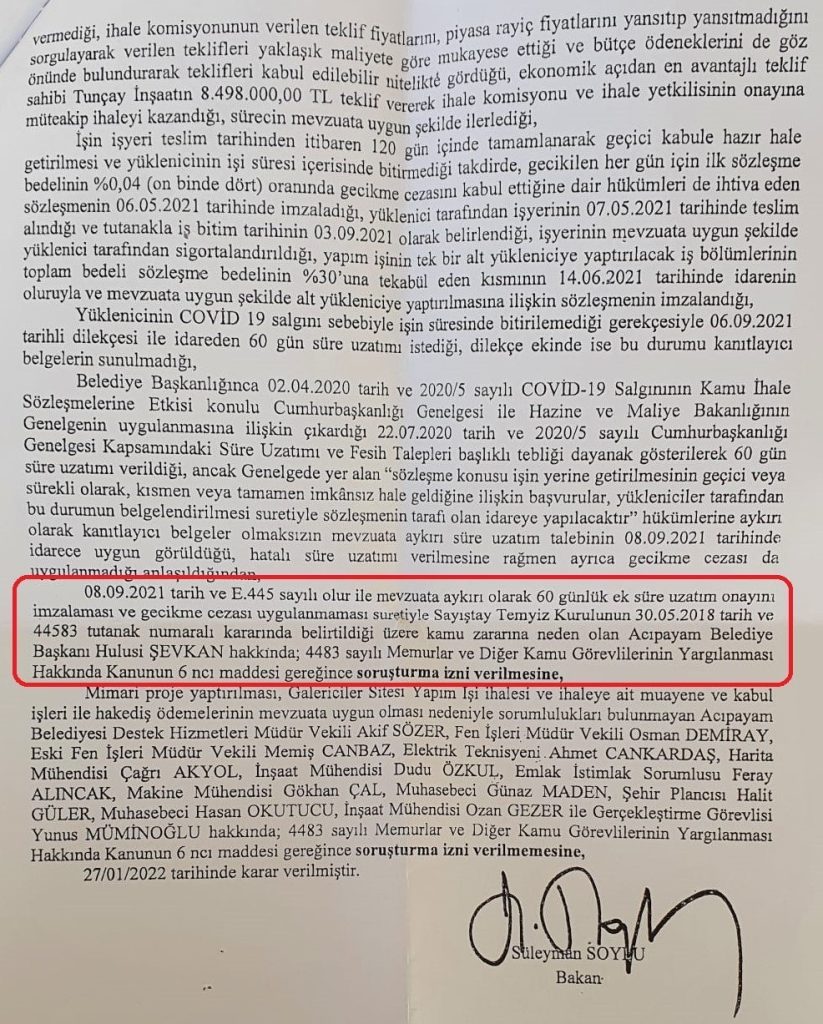 vermediği, ihale komisyonunun verilen teklif fiyatlarını, piyasa rayiç fiyatlarını yansıtıp yansıtmadığını
sorgulayarak verilen teklifleri yaklaşık maliyete göre mukayese ettiği ve bütçe ödeneklerini de göz
önünde bulundurarak teklifleri kabul edilebilir nitelikte gördüğü, ekonomik açıdan en avantajlı teklif
sahibi Tunçay İnşaatın 8.498.000,00 TL teklif vererek ihale komisyonu ve ihale yetkilisinin onayına
müteakip ihaleyi kazandığı, sürecin mevzuata uygun şekilde ilerlediği,
İşin işyeri teslim tarihinden itibaren 120 gün içinde tamamlanarak geçici kabule hazır hale
getirilmesi ve yüklenicinin işi süresi içerisinde bitirmediği takdirde, gecikilen her gün için ilk sözleşme
bedelinin %0,04 (on binde dört) oranında gecikme cezasını kabul ettiğine dair hükümleri de ihtiva eden
sözleşmenin 06.05.2021 tarihinde imzaladığı, yüklenici tarafından işyerinin 07.05.2021 tarihinde teslim
alındığı ve tutanakla iş bitim tarihinin 03.09.2021 olarak belirlendiği, işyerinin mevzuata uygun şekilde
yüklenici tarafından sigortalandırıldığı, yapım işinin tek bir alt yükleniciye yaptırılacak iş bölümlerinin
toplam bedeli sözleşme bedelinin %30'una tekabül eden kısmının 14.06.2021 tarihinde idarenin
oluruyla ve mevzuata uygun şekilde alt yükleniciye yaptırılmasına ilişkin sözleşmenin imzalandığı,
Yüklenicinin COVİD 19 salgını sebebiyle işin süresinde bitirilemediği gerekçesiyle 06.09.2021
tarihli dilekçesi ile idareden 60 gün süre uzatımı istediği, dilekçe ekinde ise bu durumu kanıtlayıcı
belgelerin sunulmadığı,
Belediye Başkanlığınca 02.04.2020 tarih ve 2020/5 sayılı COVİD-19 Salgınının Kamu İhale
Sözleşmelerine Etkisi konulu Cumhurbaşkanlığı Genelgesi ile Hazine ve Maliye Bakanlığının
Genelgenin uygulanmasına ilişkin çıkardığı 22.07.2020 tarih ve 2020/5 sayılı Cumhurbaşkanlığı
Genelgesi Kapsamındaki Süre Uzatımı ve Fesih Talepleri başlıklı tebliği dayanak gösterilerek 60 gün
süre uzatımı verildiği, ancak Genelgede yer alan “sözleşme konusu işin yerine getirilmesinin geçici veya
sürekli olarak, kısmen veya tamamen imkânsız hale geldiğine ilişkin başvurular, yükleniciler tarafından
bu durumun belgelendirilmesi suretiyle sözleşmenin tarafı olan idareye yapılacaktır” hükümlerine aykırı
olarak kanıtlayıcı belgeler olmaksızın mevzuata aykırı süre uzatım talebinin 08.09.2021 tarihinde
idarece uygun görüldüğü, hatalı süre uzatımı verilmesine rağmen ayrıca gecikme cezası da
uygulanmadığı anlaşıldığından,
08.09.2021 tarih ve E.445 sayılı olur ile mevzuata aykırı olarak 60 günlük ek süre uzatım onayını
imzalaması ve gecikme cezası uygulanmaması suretiyle Sayıştay Temyiz Kurulunun 30.05.2018 tarih ve
44583 tutanak numaralı kararında belirtildiği üzere kamu zararına neden olan Acıpayam Belediye
Başkanı Hulusi ŞEVKAN hakkında; 4483 sayılı Memurlar ve Diğer Kamu Görevlilerinin Yargılanması
Hakkında Kanunun 6 ncı maddesi gereğince soruşturma izni verilmesine,
Mimari proje yaptırılması, Galericiler Sitesi Yapım İşi ihalesi ve ihaleye ait muayene ve kabul
işleri ile hakediş ödemelerinin mevzuata uygun olması nedeniyle sorumlulukları bulunmayan Acıpayam
Belediyesi Destek Hizmetleri Müdür Vekili Akif SÖZER, Fen İşleri Müdür Vekili Osman DEMİRAY,
Eski Fen İşleri Müdür Vekili Memiş CANBAZ, Elektrik Teknisyeni Ahmet CANKARDAŞ, Harita
Mühendisi Çağrı AKYOL, İnşaat Mühendisi Dudu ÖZKUL, Emlak İstimlak Sorumlusu Feray
ALINCAK, Makine Mühendisi Gökhan ÇAL, Muhasebeci Günaz MADEN, Şehir Plancısı Halit
GÜLER, Muhasebeci Hasan OKUTUCU, İnşaat Mühendisi Ozan GEZER ile Gerçekleştirme Görevlisi
Yunus MÜMİNOĞLU hakkında; 4483 sayılı Memurlar ve Diğer Kamu Görevlilerinin Yargılanması
Hakkında Kanunun 6 ncı maddesi gereğince soruşturma izni verilmemesine,
27/01/2022 tarihinde karar verilmiştir.
Süleyman SOYLU
Bakan